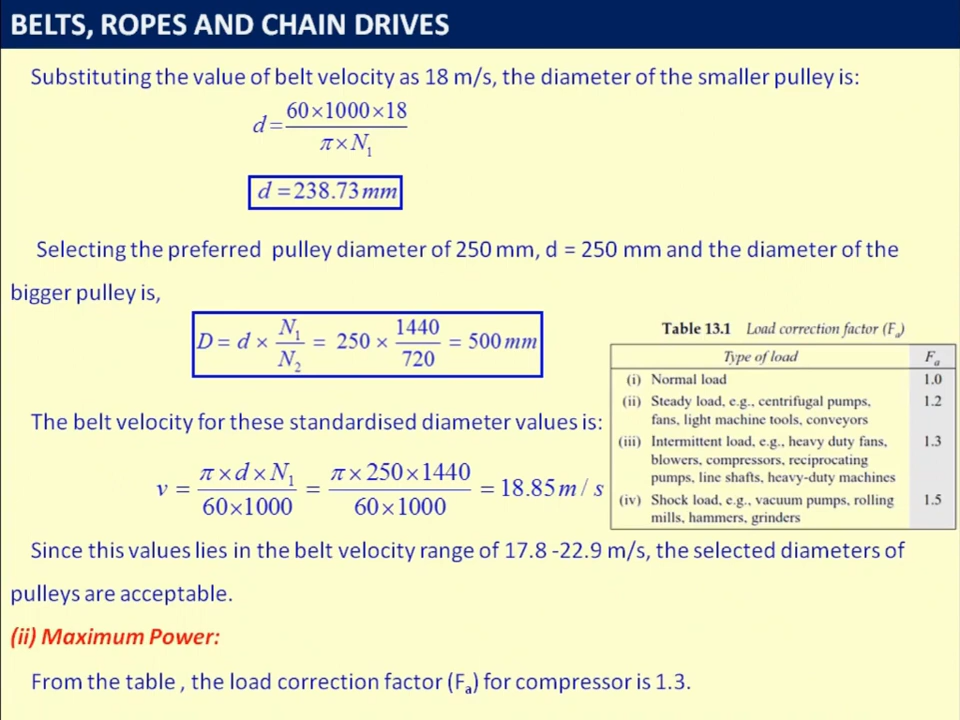 BELTS, ROPES AND CHAIN DRIVES
Substituting the value of belt velocity as 18 m/s, the diameter of the smaller pulley is:
d = 60×1000×18 / π×N₁
d = 238.73 mm
Selecting the preferred pulley diameter of 250 mm, d = 250 mm and the diameter of the
bigger pulley is,
D = d × N₁/N₂ = 250 × 1440/720 = 500 mm
Table 13.1 Load correction factor (Fₐ)
Type of load Fₐ
(i) Normal load 1.0
(ii) Steady load, e.g., centrifugal pumps, 1.2
fans, light machine tools, conveyors
(iii) Intermittent load, e.g., heavy duty fans, 1.3
blowers, compressors, reciprocating
pumps, line shafts, heavy-duty machines
(iv) Shock load, e.g., vacuum pumps, rolling 1.5
mills, hammers, grinders
The belt velocity for these standardised diameter values is:
v = π×d×N₁ / 60×1000 = π×250×1440 / 60×1000 = 18.85 m / s
Since this values lies in the belt velocity range of 17.8 -22.9 m/s, the selected diameters of
pulleys are acceptable.
(ii) Maximum Power:
From the table , the load correction factor (Fₐ) for compressor is 1.3.